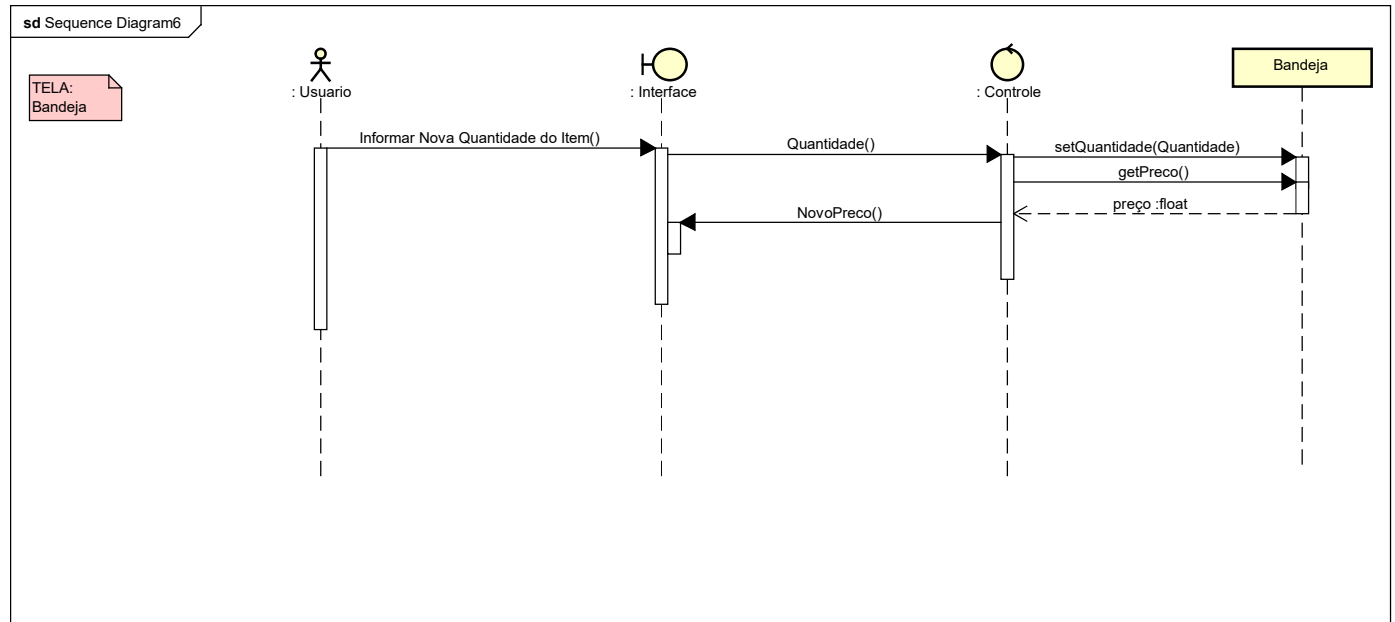 sd Sequence Diagram6
TELA:
Bandeja
: Usuario
: Interface
: Controle
Bandeja
Informar Nova Quantidade do Item()
Quantidade()
setQuantidade(Quantidade)
getPreco()
preço :float
NovoPreco()